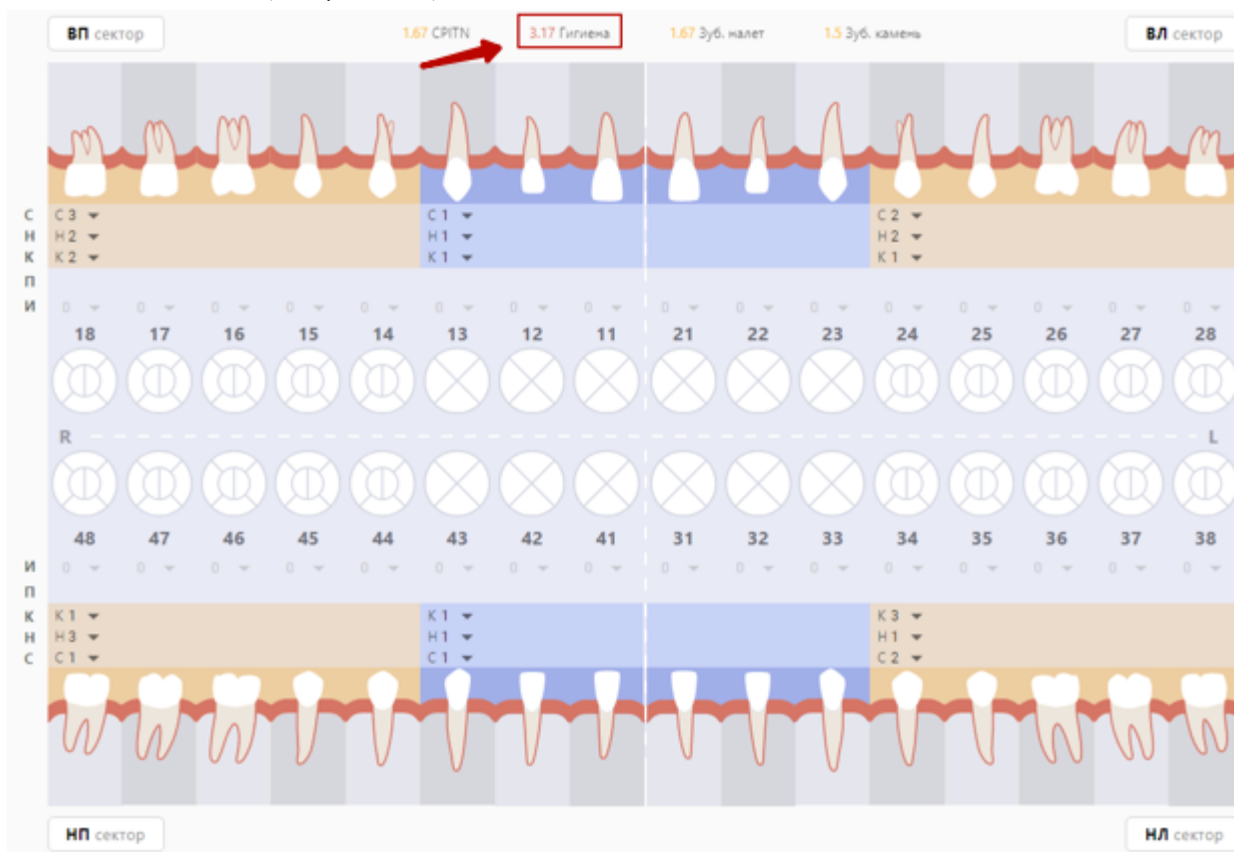 ВП сектор 1.67 CPITN 3.17 Гигиена 1.67 Зуб. налет 1.5 Зуб. камень ВЛ сектор
С С 3 С 1 С 2
Н Н 2 Н 1 Н 2
К К 2 К 1 К 1
П
И 0 0 0 0 0 0 0 0 0 0 0 0 0 0 0 0
18 17 16 15 14 13 12 11 21 22 23 24 25 26 27 28
R L
48 47 46 45 44 43 42 41 31 32 33 34 35 36 37 38
И 0 0 0 0 0 0 0 0 0 0 0 0 0 0 0 0
П
К К 1 К 1 К 3
Н Н 3 Н 1 Н 1
С С 1 С 1 С 2
НП сектор НЛ сектор